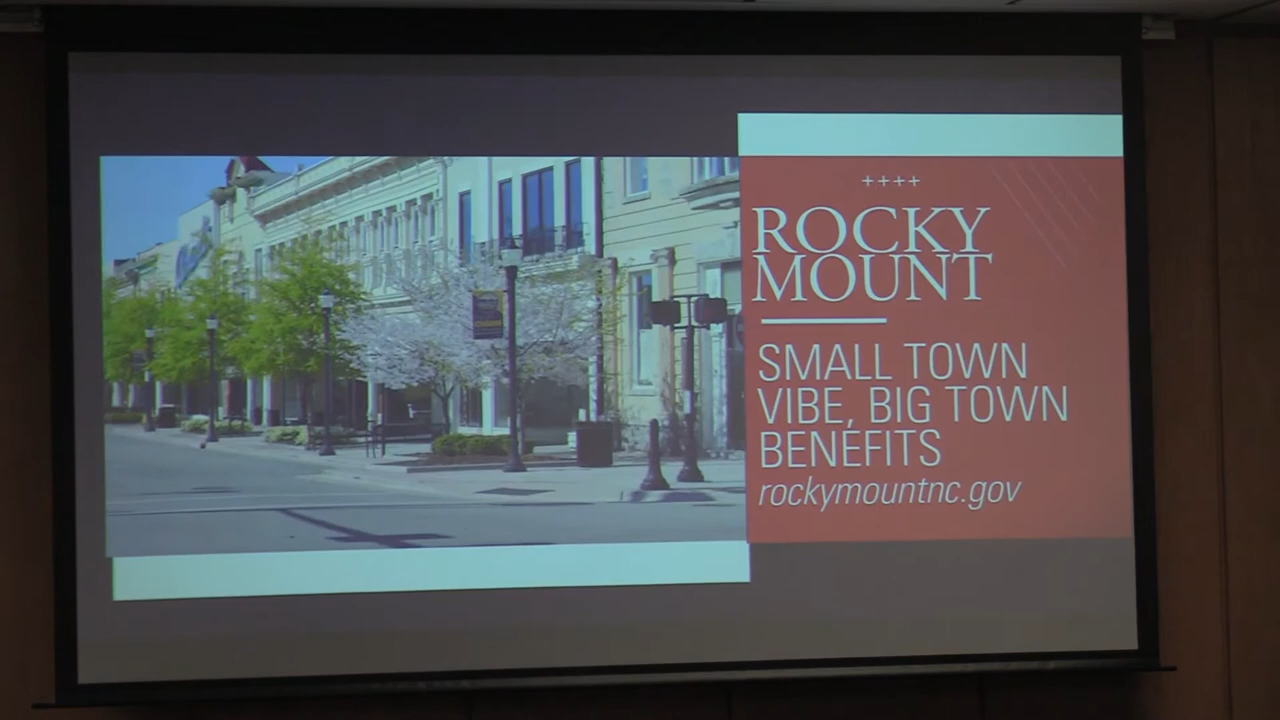 ++++
ROCKY
MOUNT
SMALL TOWN
VIBE, BIG TOWN
BENEFITS
rockymountnc.gov